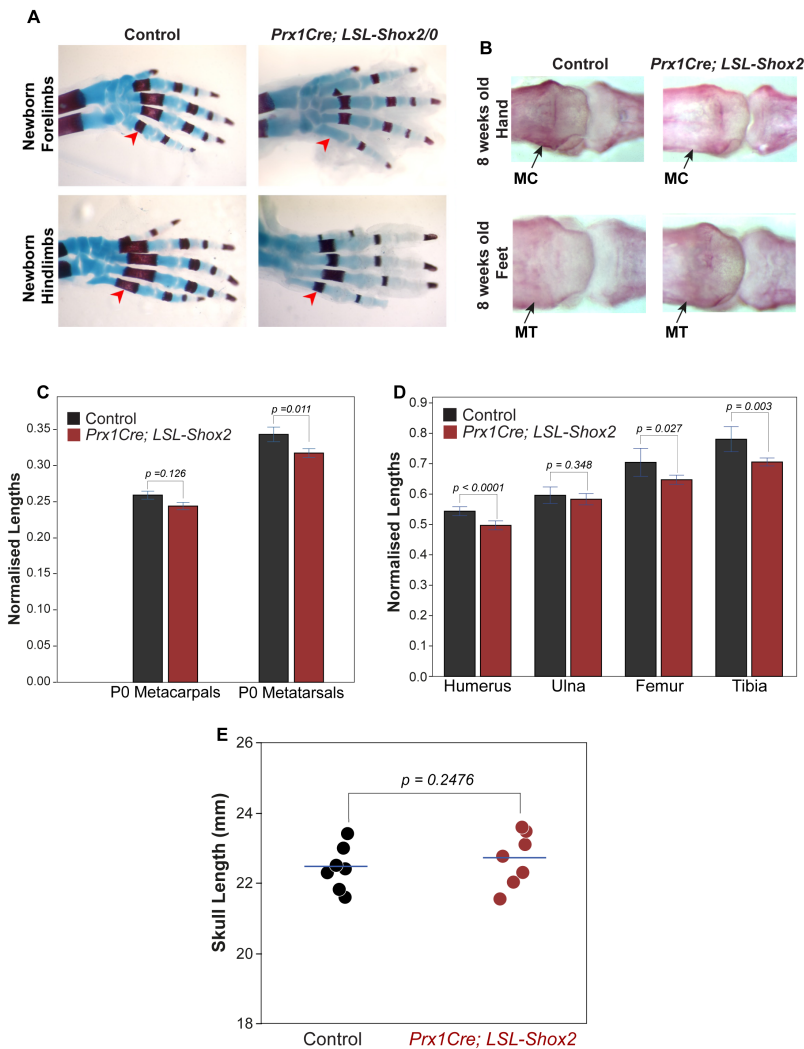 A
Control
Prx1Cre; LSL-Shox2/0
Newborn
Forelimbs
Newborn
Hindlimbs
B
Control
Prx1Cre; LSL-Shox2
8 weeks old
Hand
MC
MC
8 weeks old
Feet
MT
MT
C
Control
Prx1Cre; LSL-Shox2
p =0.011
p =0.126
Normalised Lengths
0.35
0.30
0.25
0.20
0.15
0.10
0.05
0.00
P0 Metacarpals
P0 Metatarsals
D
Control
Prx1Cre; LSL-Shox2
p < 0.0001
p = 0.348
p = 0.027
p = 0.003
Normalised Lengths
0.9
0.8
0.7
0.6
0.5
0.4
0.3
0.2
0.1
0.0
Humerus
Ulna
Femur
Tibia
E
p = 0.2476
Skull Length (mm)
26
24
22
20
18
Control
Prx1Cre; LSL-Shox2